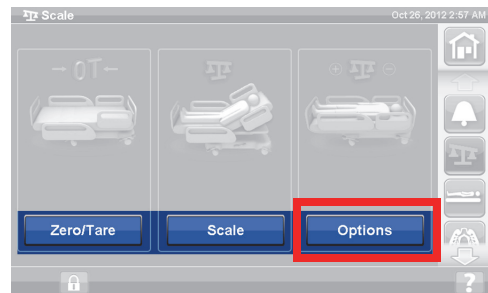 Scale Oct 26, 2012 2:57 AM
→0T←
Zero/Tare Scale Options
?